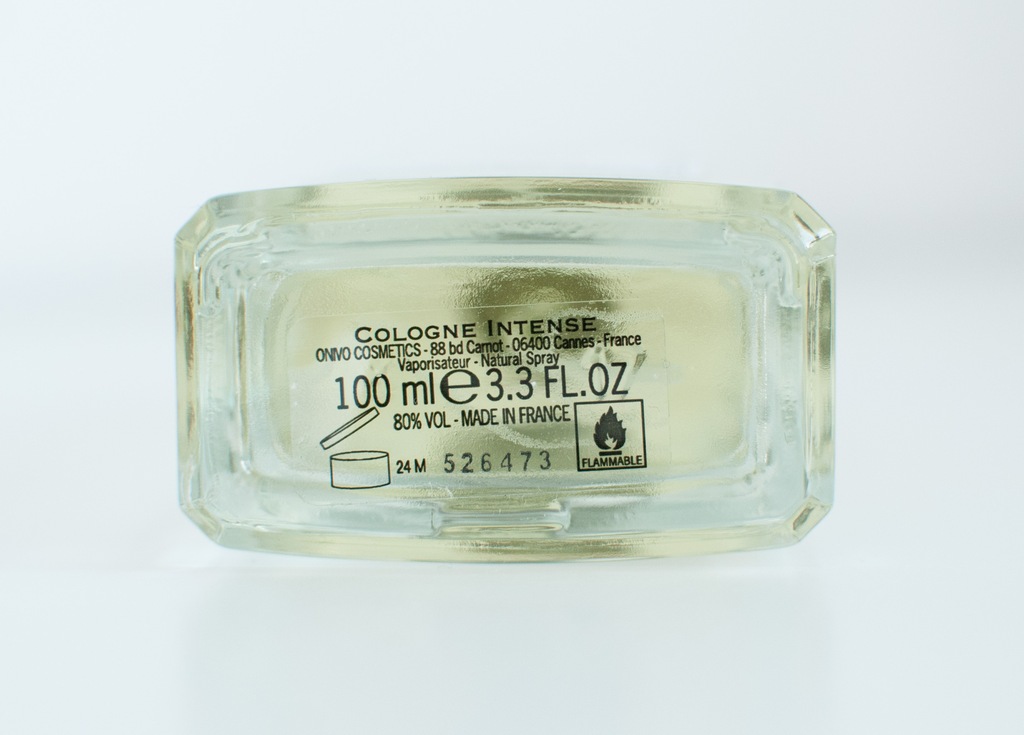 COLOGNE INTENSE
ONIVO COSMETICS - 88 bd Carnot - 06400 Cannes - France
Vaporisateur - Natural Spray
100 ml e 3.3 FL.OZ
80% VOL - MADE IN FRANCE
24 M 526473
FLAMMABLE